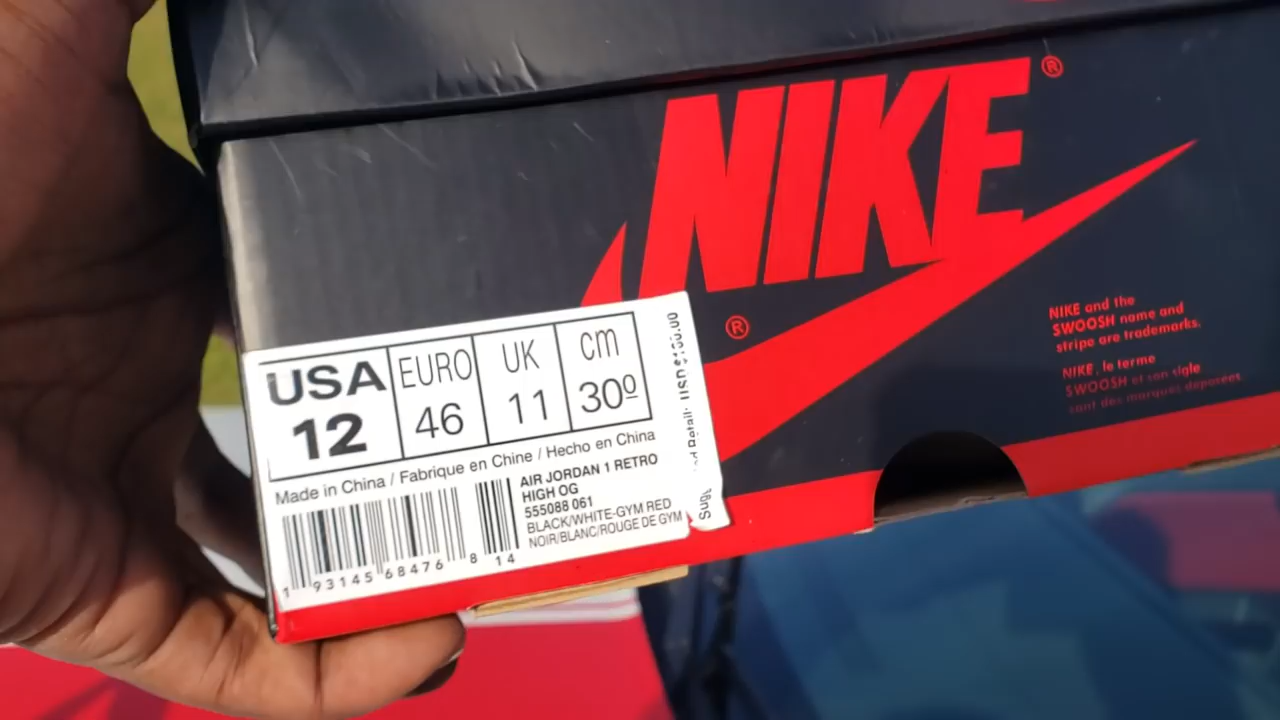 NIKE®
®
NIKE and the
SWOOSH name and
stripe are trademarks.
NIKE, le terme
SWOOSH et son sigle
sont des marques deposées.
USA EURO UK cm
12 46 11 30º
Made in China / Fabrique en Chine / Hecho en China
AIR JORDAN 1 RETRO
HIGH OG
555088 061
BLACK/WHITE-GYM RED
NOIR/BLANC/ROUGE DE GYM
1 93145 68476 8 14
Retail: USD